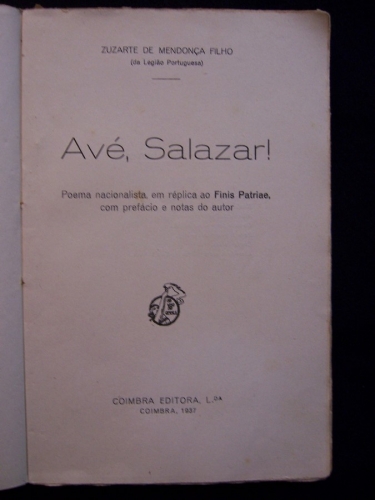 ZUZARTE DE MENDONÇA FILHO
(da Legião Portuguesa)
Avé, Salazar!
Poema nacionalista, em réplica ao Finis Patriae,
com prefácio e notas do autor
COIMBRA EDITORA, L.DA
COIMBRA, 1937